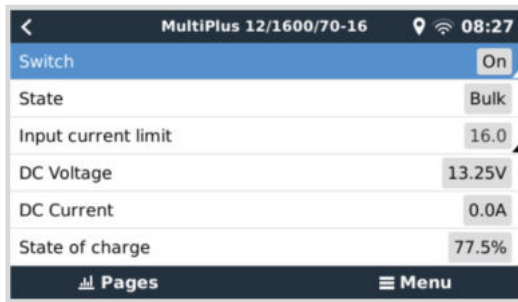 MultiPlus 12/1600/70-16 08:27
Switch On
State Bulk
Input current limit 16.0
DC Voltage 13.25V
DC Current 0.0A
State of charge 77.5%
Pages Menu